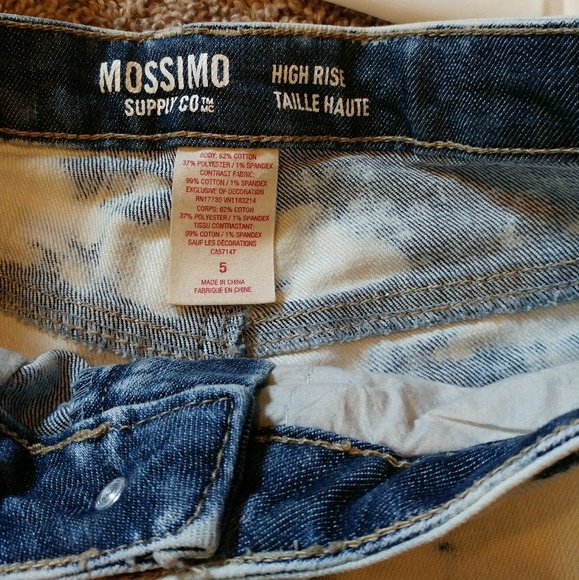 MOSSIMO
SUPPLY CO™ MC
HIGH RISE
TAILLE HAUTE
BODY: 62% COTTON
37% POLYESTER / 1% SPANDEX
CONTRAST FABRIC:
99% COTTON / 1% SPANDEX
EXCLUSIVE OF DECORATION
RN17730 VN1183214
CORPS: 62% COTON
37% POLYESTER / 1% SPANDEX
TISSU CONTRASTANT:
99% COTON / 1% SPANDEX
SAUF LES DÉCORATIONS
CA57147
5
MADE IN CHINA
FABRIQUÉ EN CHINE